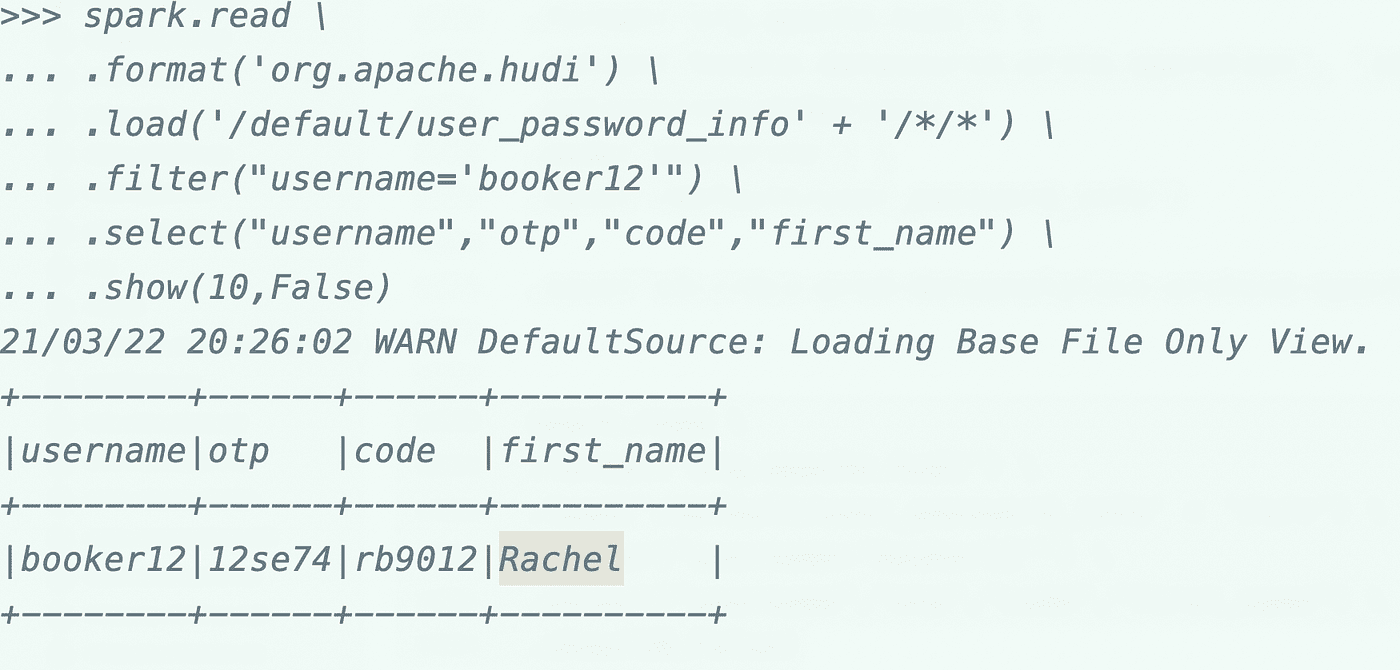 >>> spark.read \
... .format('org.apache.hudi') \
... .load('/default/user_password_info' + '/*/*') \
... .filter("username='booker12'") \
... .select("username","otp","code","first_name") \
... .show(10,False)
21/03/22 20:26:02 WARN DefaultSource: Loading Base File Only View.
+--------+------+------+----------+
|username|otp   |code  |first_name|
+--------+------+------+----------+
|booker12|12se74|rb9012|Rachel    |
+--------+------+------+----------+